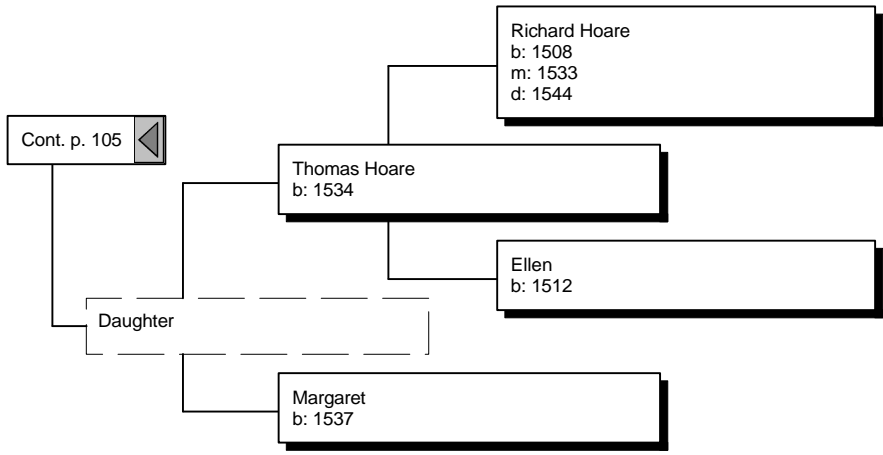 Richard Hoare
b: 1508
m: 1533
d: 1544
Cont. p. 105
Thomas Hoare
b: 1534
Ellen
b: 1512
Daughter
Margaret
b: 1537